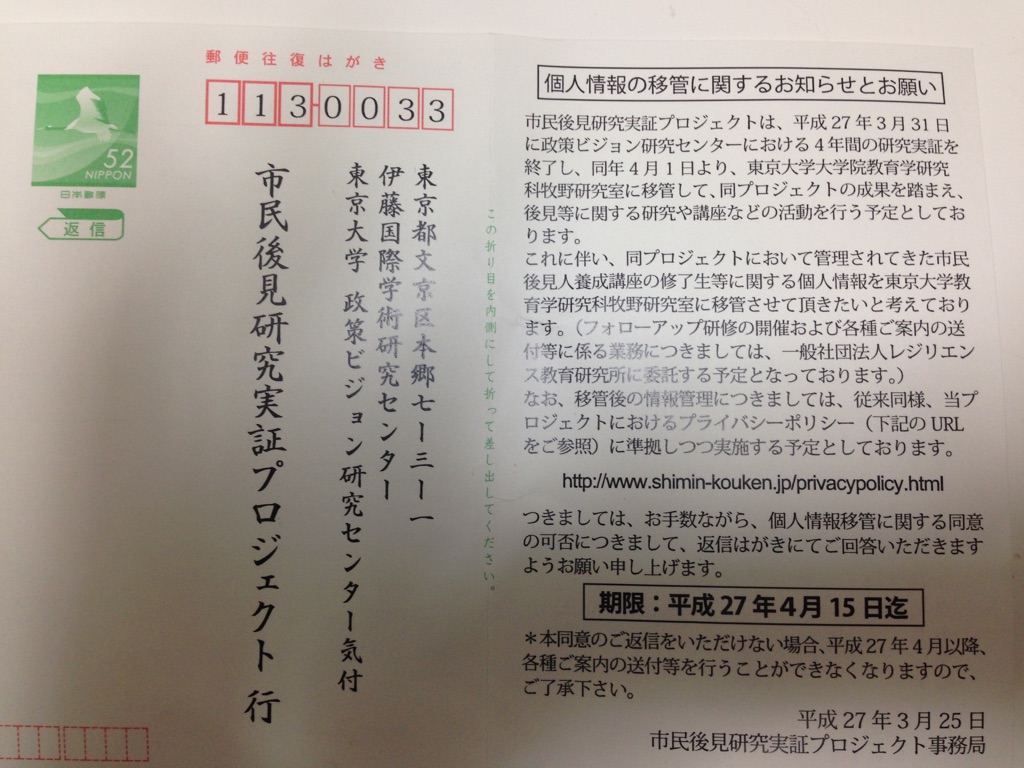 郵便往復はがき
1130033
52
NIPPON
日本郵便
返信
東京都文京区本郷七ー三ー一
伊藤国際学術研究センター
東京大学 政策ビジョン研究センター気付
市民後見研究実証プロジェクト 行
この折り目を内側にして折って差し出してください。
個人情報の移管に関するお知らせとお願い
市民後見研究実証プロジェクトは、平成27年3月31日
に政策ビジョン研究センターにおける4年間の研究実証を
終了し、同年4月1日より、東京大学大学院教育学研究
科牧野研究室に移管して、同プロジェクトの成果を踏まえ、
後見等に関する研究や講座などの活動を行う予定としてお
ります。
これに伴い、同プロジェクトにおいて管理されてきた市民
後見人養成講座の修了生等に関する個人情報を東京大学教
育学研究科牧野研究室に移管させて頂きたいと考えており
ます。（フォローアップ研修の開催および各種ご案内の送
付等に係る業務につきましては、一般社団法人レジリエン
ス教育研究所に委託する予定となっております。）
なお、移管後の情報管理につきましては、従来同様、当プ
ロジェクトにおけるプライバシーポリシー（下記のURL
をご参照）に準拠しつつ実施する予定としております。
http://www.shimin-kouken.jp/privacypolicy.html
つきましては、お手数ながら、個人情報移管に関する同意
の可否につきまして、返信はがきにてご回答いただきます
ようお願い申し上げます。
期限：平成27年4月15日迄
＊本同意のご返信をいただけない場合、平成27年4月以降、
各種ご案内の送付等を行うことができなくなりますので、
ご了承下さい。
平成27年3月25日
市民後見研究実証プロジェクト事務局